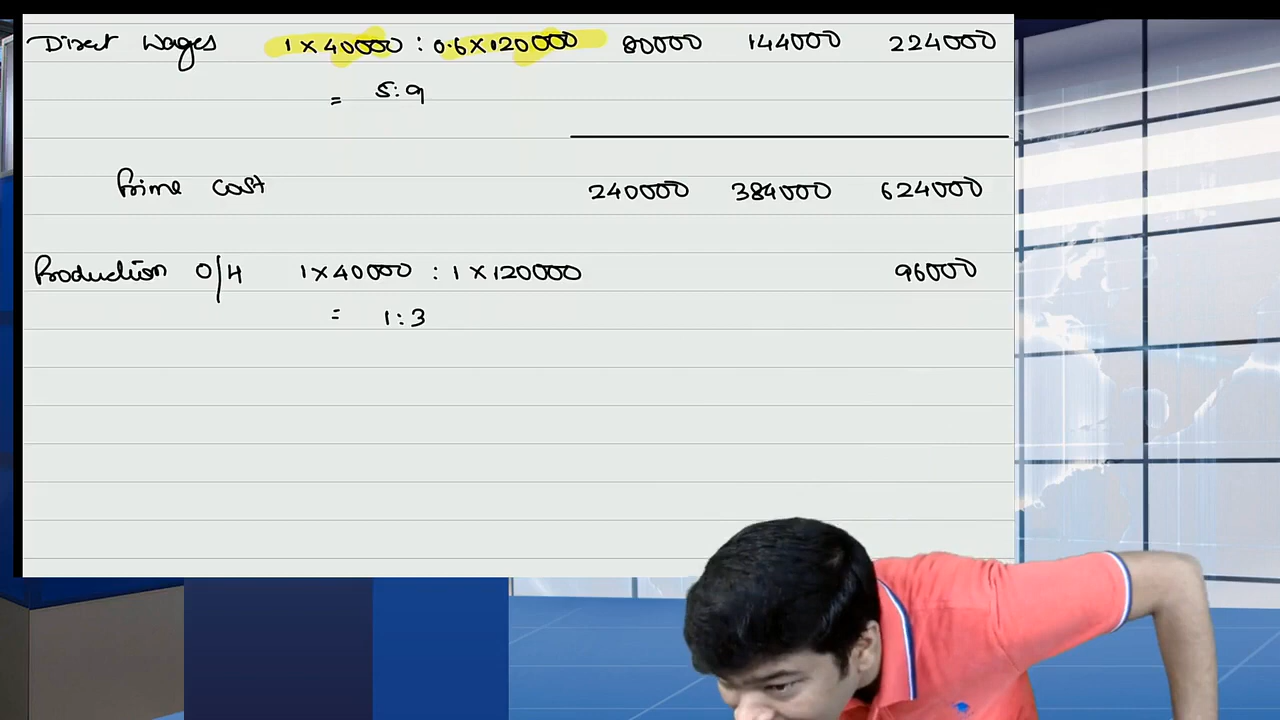 Direct Wages 1 x 40000 : 0.6 x 120000 80000 144000 224000
= 5:9
Prime cost 240000 384000 624000
Production O/H 1 x 40000 : 1 x 120000 96000
= 1:3